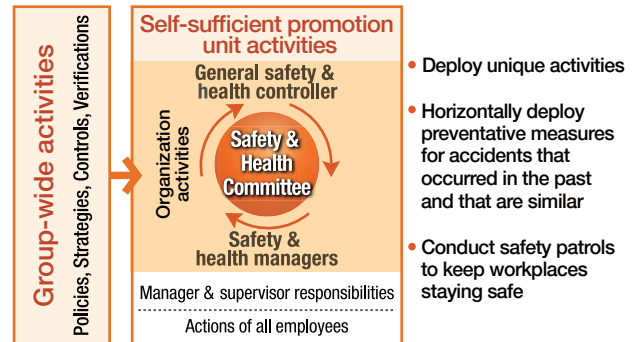 Group-wide activities
Policies, Strategies, Controls, Verifications
Self-sufficient promotion
unit activities
Organization
activities
General safety &
health controller
Safety &
Health
Committee
Safety &
health managers
Manager & supervisor responsibilities
Actions of all employees
• Deploy unique activities
• Horizontally deploy
preventative measures
for accidents that
occurred in the past
and that are similar
• Conduct safety patrols
to keep workplaces
staying safe